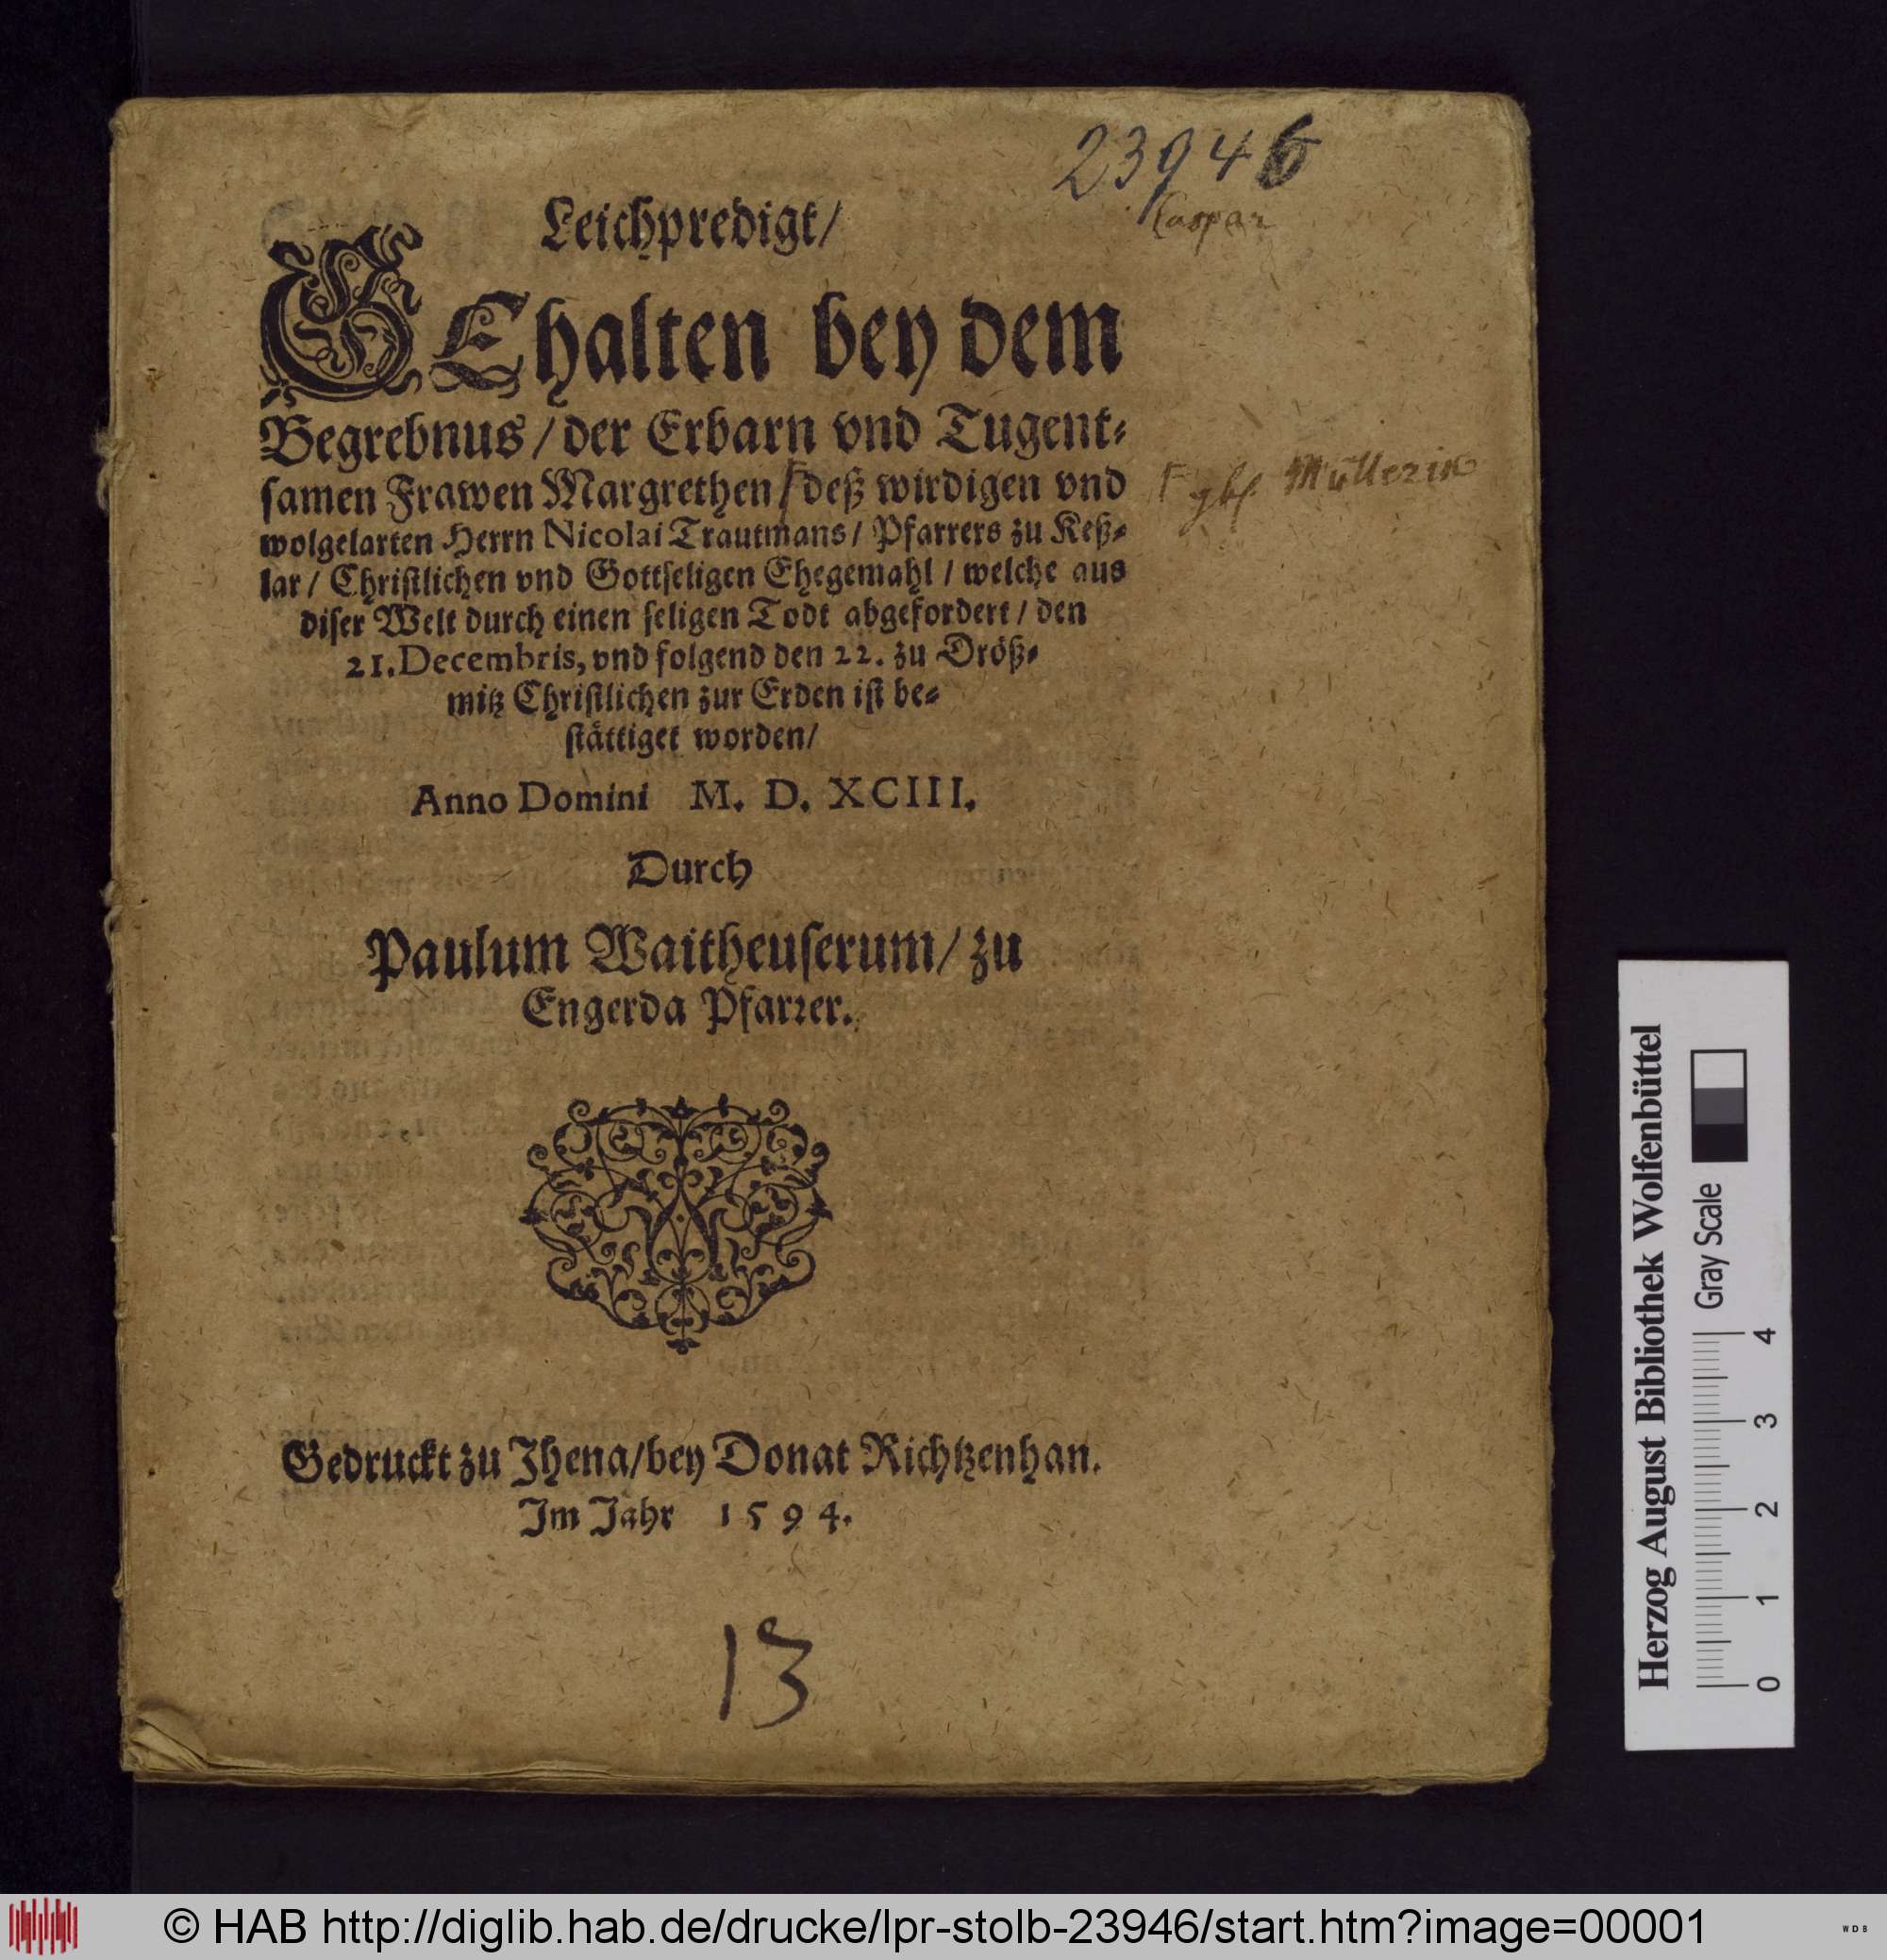 23946
Caspar
Leichpredigt/
GEhalten bey dem
Begrebnus/der Erbarn vnd Tugent⸗
samen Frawen Margrethen/deß wirdigen vnd
F gbl. Müllerin
wolgelarten Herrn Nicolai Trautmans/ Pfarrers zu Keß⸗
lar/ Christlichen vnd Gottseligen Ehegemahl/ welche aus
diser Welt durch einen seligen Todt abgefordert/ den
21. Decembris, vnd folgend den 22. zu Dröß⸗
mitz Christlichen zur Erden ist be⸗
stättiget worden/
Anno Domini M. D. XCIII.
Durch
Paulum Waitheuserum/ zu
Engerda Pfarrer.
Gedruckt zu Jhena/bey Donat Richtzenhan.
Im Jahr 1594.
13
Herzog August Bibliothek Wolfenbüttel
Gray Scale
0 1 2 3 4
© HAB http://diglib.hab.de/drucke/lpr-stolb-23946/start.htm?image=00001
WDB